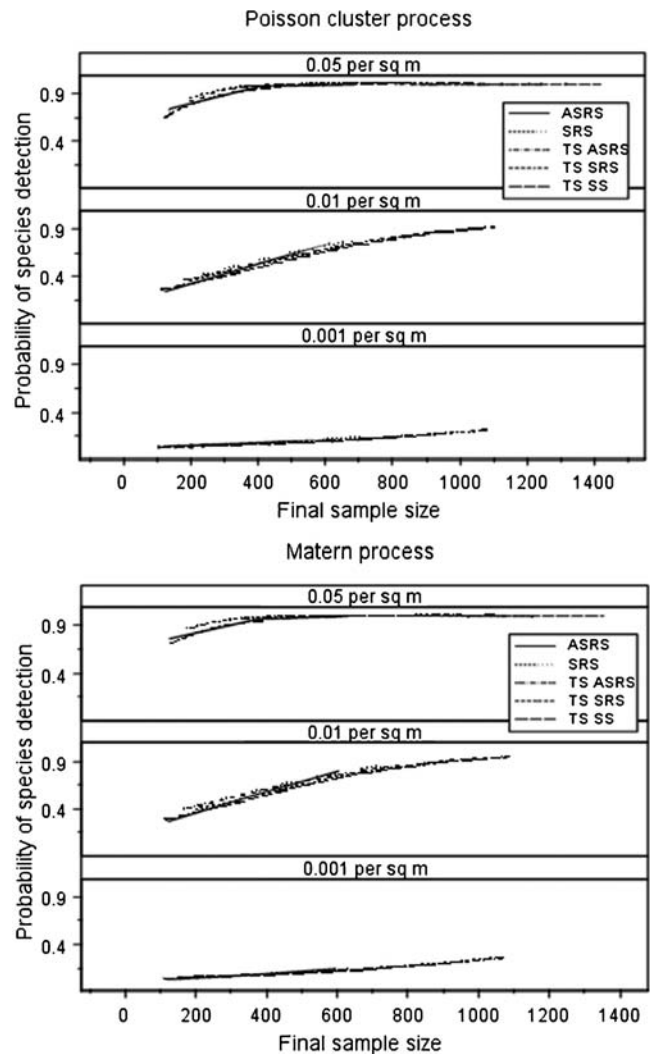 Poisson cluster process
0.05 per sq m
0.9
0.4
ASRS
SRS
TS ASRS
TS SRS
TS SS
0.01 per sq m
0.9
0.4
0.001 per sq m
0.9
0.4
Probability of species detection
0 200 400 600 800 1000 1200 1400
Final sample size
Matern process
0.05 per sq m
0.9
0.4
ASRS
SRS
TS ASRS
TS SRS
TS SS
0.01 per sq m
0.9
0.4
0.001 per sq m
0.9
0.4
Probability of species detection
0 200 400 600 800 1000 1200 1400
Final sample size